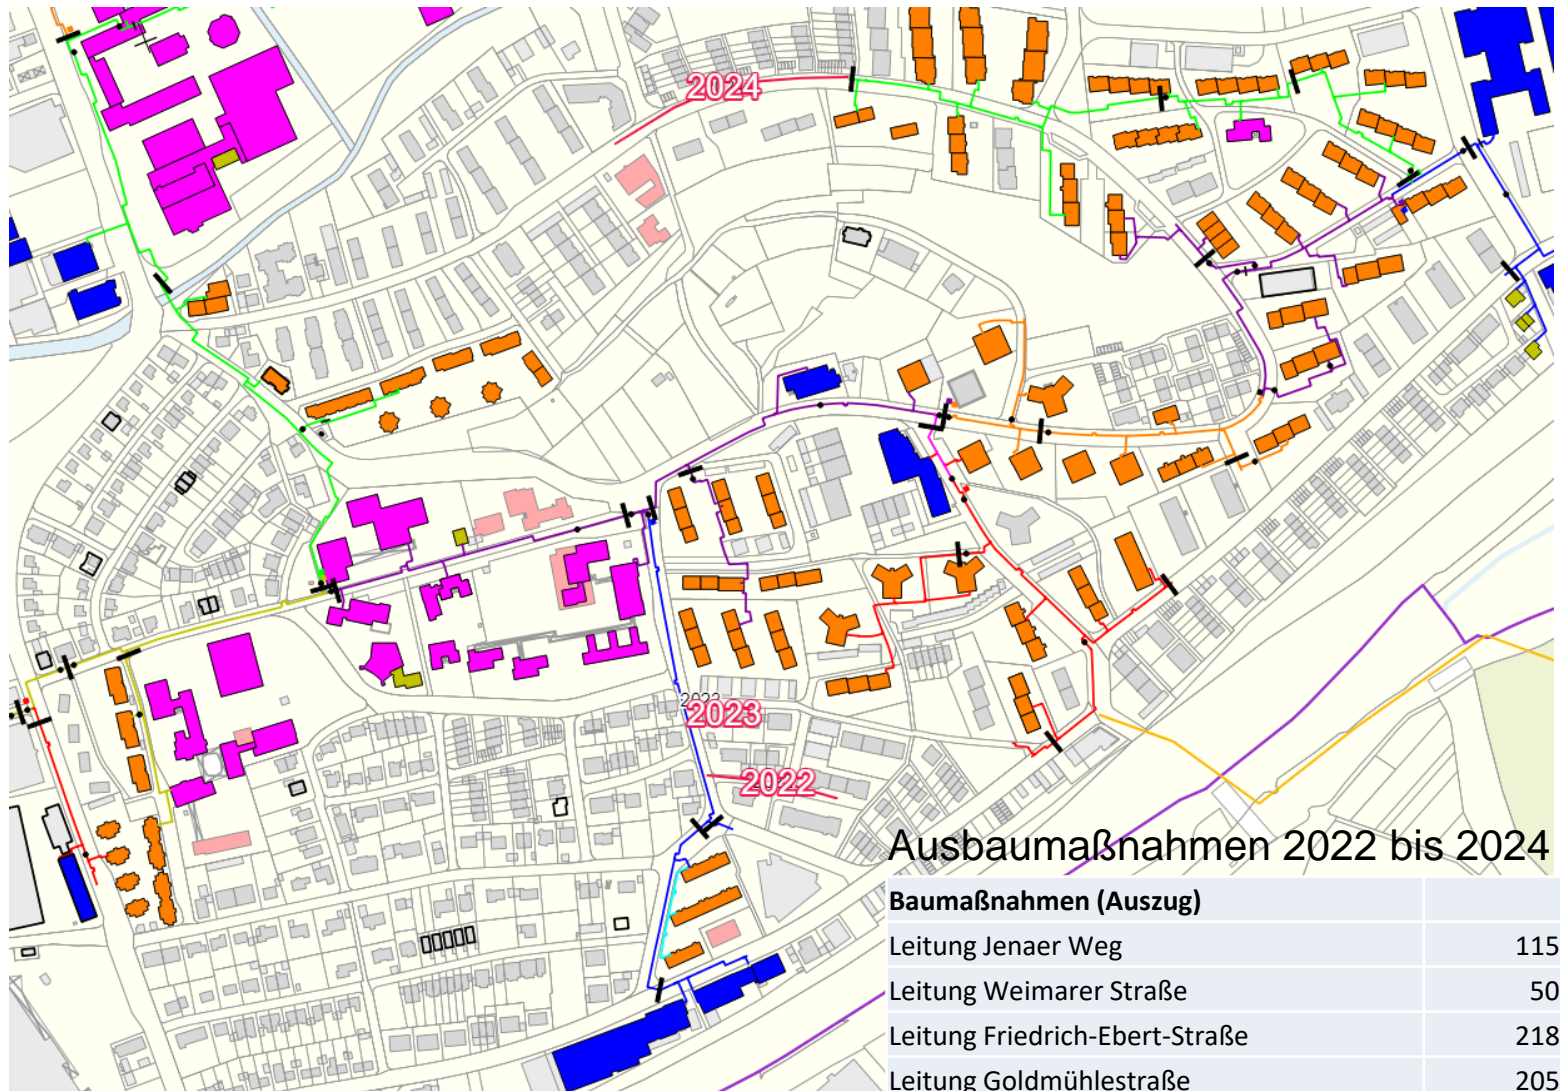 2024
2022
2023
2022
Ausbaumaßnahmen 2022 bis 2024
Baumaßnahmen (Auszug)
Leitung Jenaer Weg 115
Leitung Weimarer Straße 50
Leitung Friedrich-Ebert-Straße 218
Leitung Goldmühlestraße 205